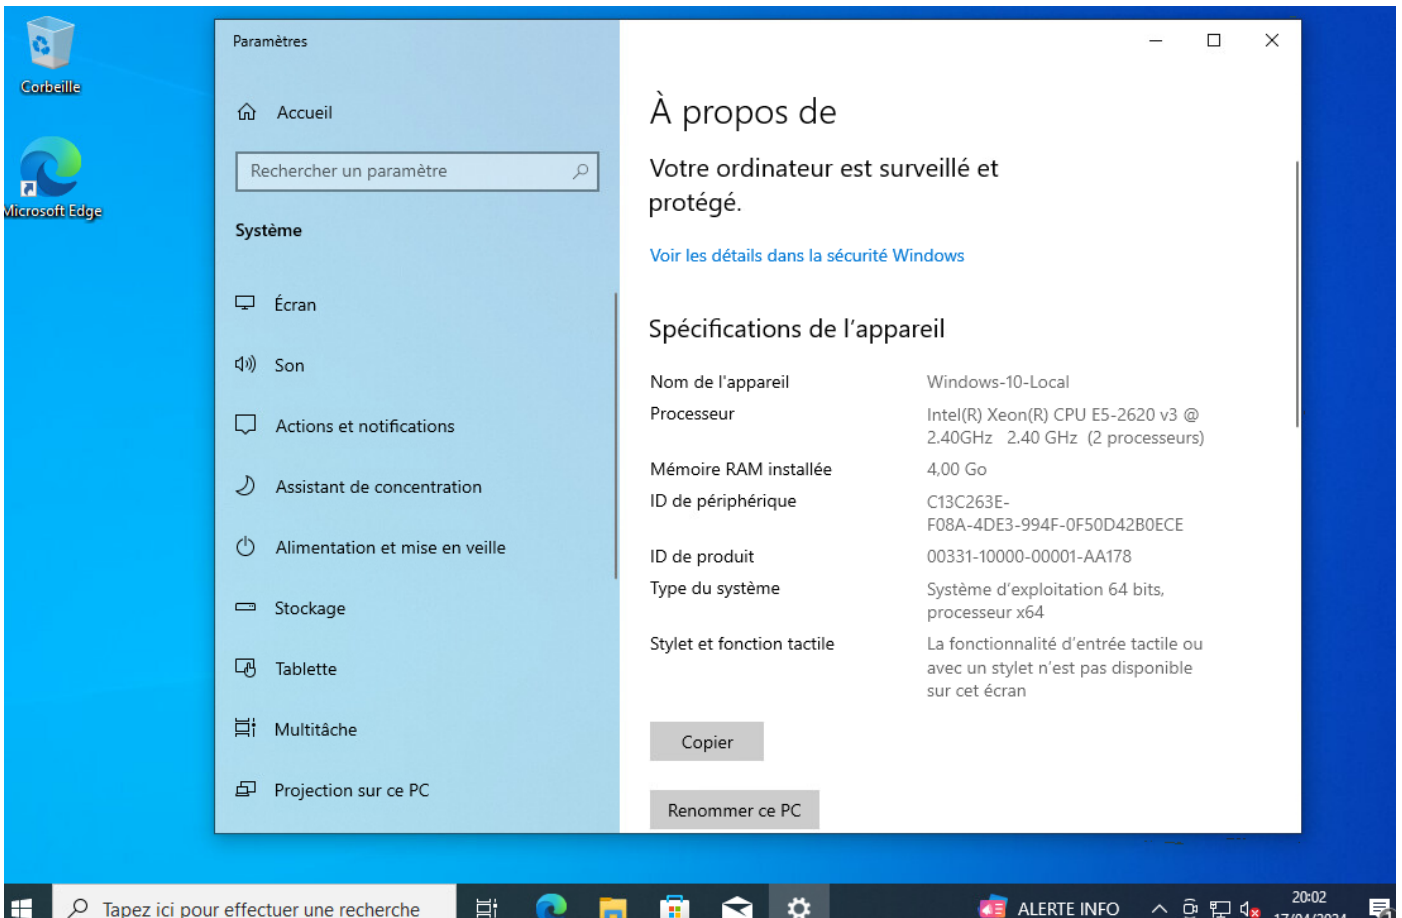 Corbeille
Microsoft Edge
Paramètres
Accueil
Rechercher un paramètre
Système
Écran
Son
Actions et notifications
Assistant de concentration
Alimentation et mise en veille
Stockage
Tablette
Multitâche
Projection sur ce PC
À propos de
Votre ordinateur est surveillé et
protégé.
Voir les détails dans la sécurité Windows
Spécifications de l’appareil
Nom de l'appareil Windows-10-Local
Processeur Intel(R) Xeon(R) CPU E5-2620 v3 @
2.40GHz 2.40 GHz (2 processeurs)
Mémoire RAM installée 4,00 Go
ID de périphérique C13C263E-
F08A-4DE3-994F-0F50D42B0ECE
ID de produit 00331-10000-00001-AA178
Type du système Système d’exploitation 64 bits,
processeur x64
Stylet et fonction tactile La fonctionnalité d’entrée tactile ou
avec un stylet n’est pas disponible
sur cet écran
Copier
Renommer ce PC
Tapez ici pour effectuer une recherche
ALERTE INFO
20:02
17/04/2024